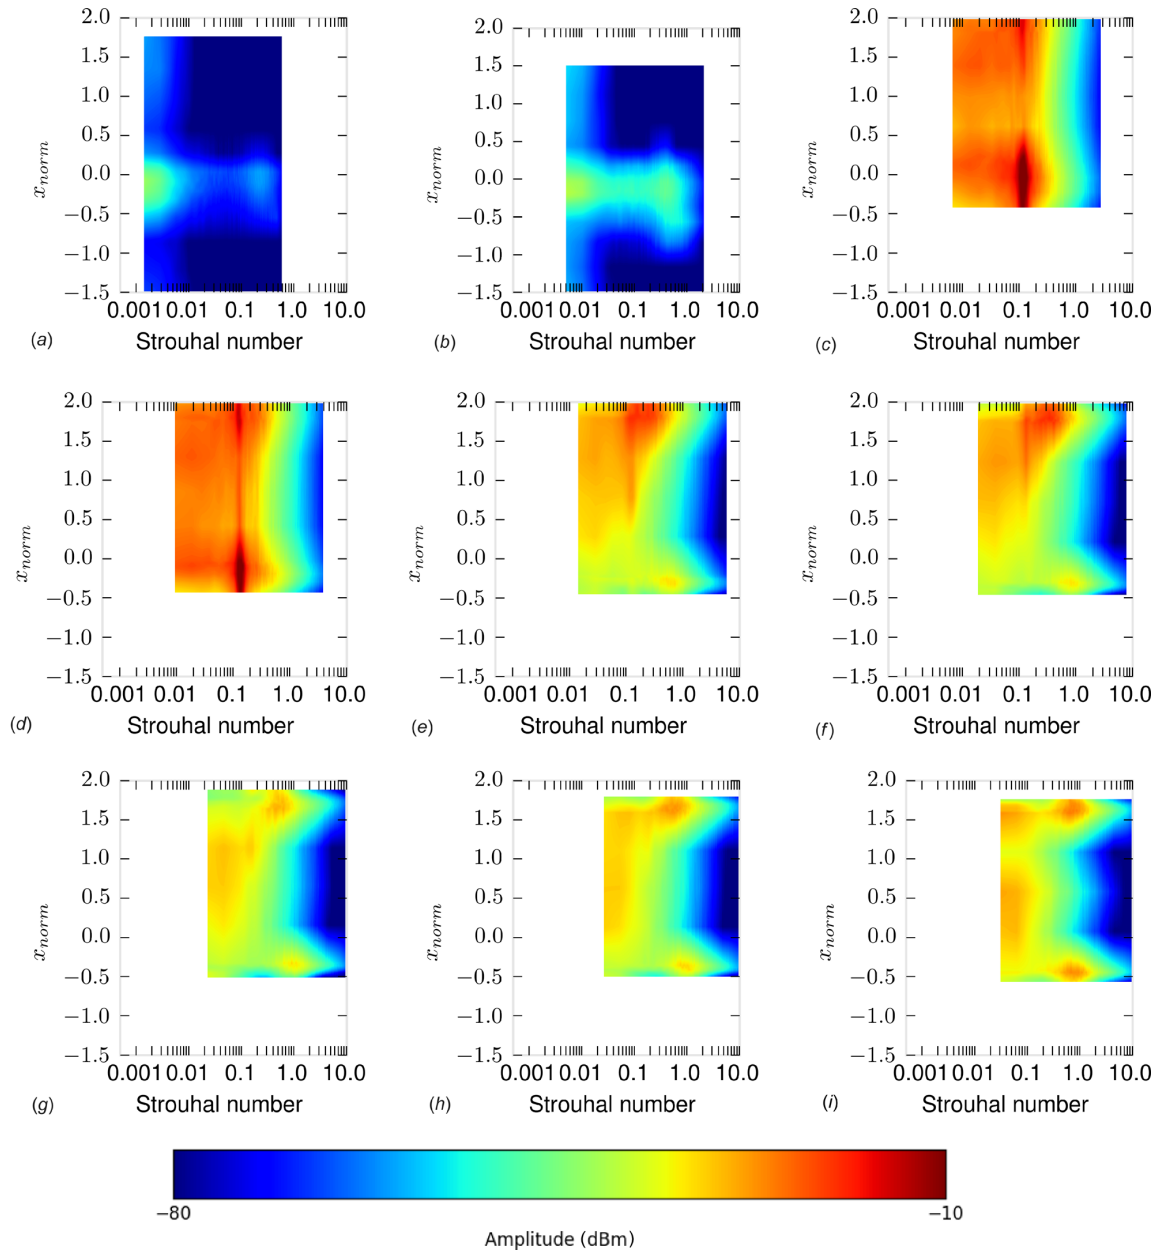 2.0 2.0 2.0
1.5 1.5 1.5
1.0 1.0 1.0
0.5 0.5 0.5
0.0 0.0 0.0
−0.5 −0.5 −0.5
−1.0 −1.0 −1.0
−1.5 −1.5 −1.5
x_norm x_norm x_norm
0.001 0.01 0.1 1.0 10.0 0.001 0.01 0.1 1.0 10.0 0.001 0.01 0.1 1.0 10.0
(a) Strouhal number (b) Strouhal number (c) Strouhal number
2.0 2.0 2.0
1.5 1.5 1.5
1.0 1.0 1.0
0.5 0.5 0.5
0.0 0.0 0.0
−0.5 −0.5 −0.5
−1.0 −1.0 −1.0
−1.5 −1.5 −1.5
x_norm x_norm x_norm
0.001 0.01 0.1 1.0 10.0 0.001 0.01 0.1 1.0 10.0 0.001 0.01 0.1 1.0 10.0
(d) Strouhal number (e) Strouhal number (f) Strouhal number
2.0 2.0 2.0
1.5 1.5 1.5
1.0 1.0 1.0
0.5 0.5 0.5
0.0 0.0 0.0
−0.5 −0.5 −0.5
−1.0 −1.0 −1.0
−1.5 −1.5 −1.5
x_norm x_norm x_norm
0.001 0.01 0.1 1.0 10.0 0.001 0.01 0.1 1.0 10.0 0.001 0.01 0.1 1.0 10.0
(g) Strouhal number (h) Strouhal number (i) Strouhal number
−80 −10
Amplitude (dBm)